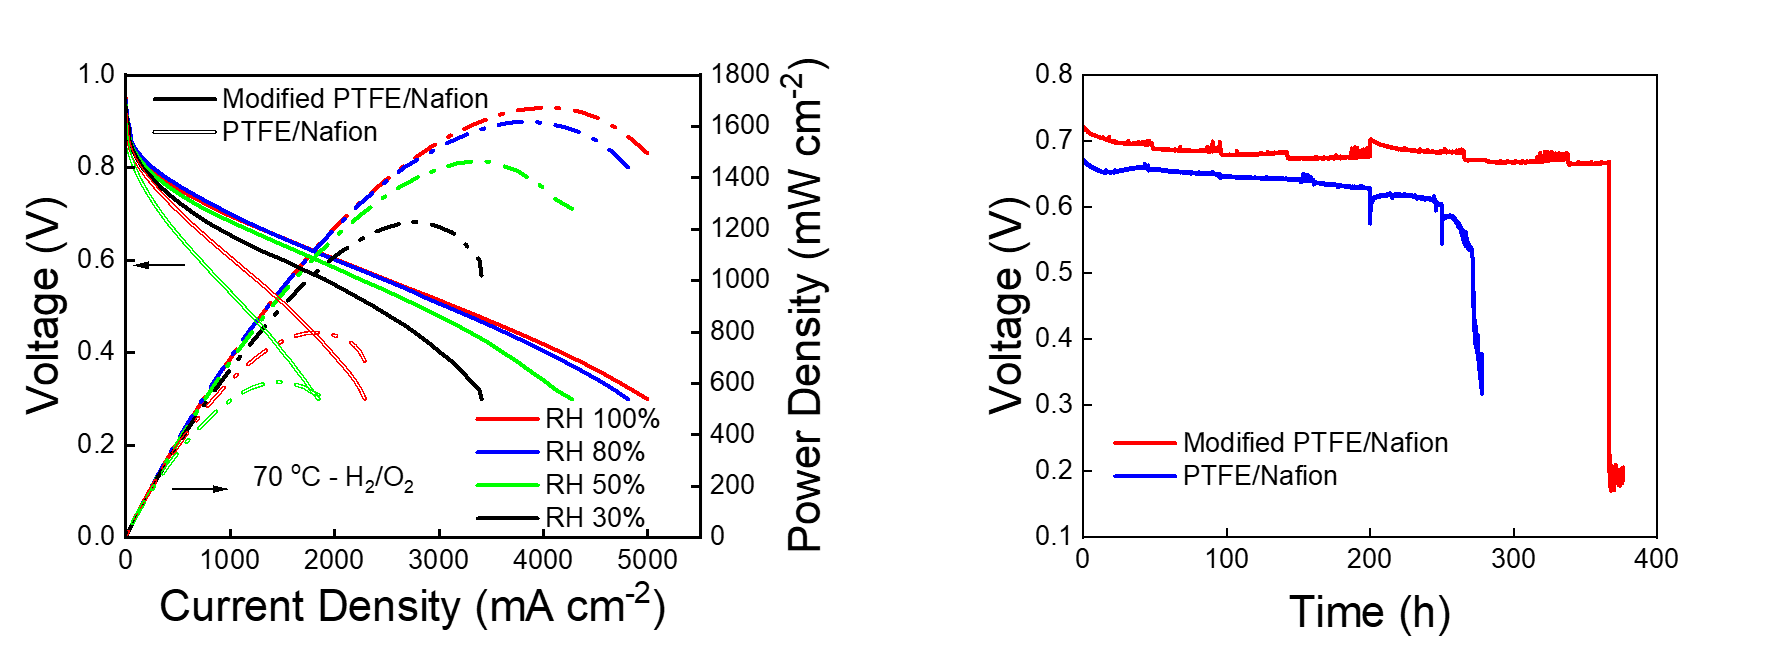 Voltage (V)
1.0
0.8
0.6
0.4
0.2
0.0
Modified PTFE/Nafion
PTFE/Nafion
70 °C - H₂/O₂
RH 100%
RH 80%
RH 50%
RH 30%
0 1000 2000 3000 4000 5000
Current Density (mA cm⁻²)
1800
1600
1400
1200
1000
800
600
400
200
0
Power Density (mW cm⁻²)
Voltage (V)
0.8
0.7
0.6
0.5
0.4
0.3
0.2
0.1
Modified PTFE/Nafion
PTFE/Nafion
0 100 200 300 400
Time (h)